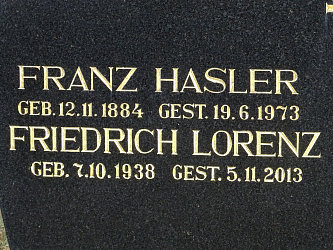 FRANZ HASLER
GEB. 12.11.1884 GEST. 19.6.1973
FRIEDRICH LORENZ
GEB. 7.10.1938 GEST. 5.11.2013